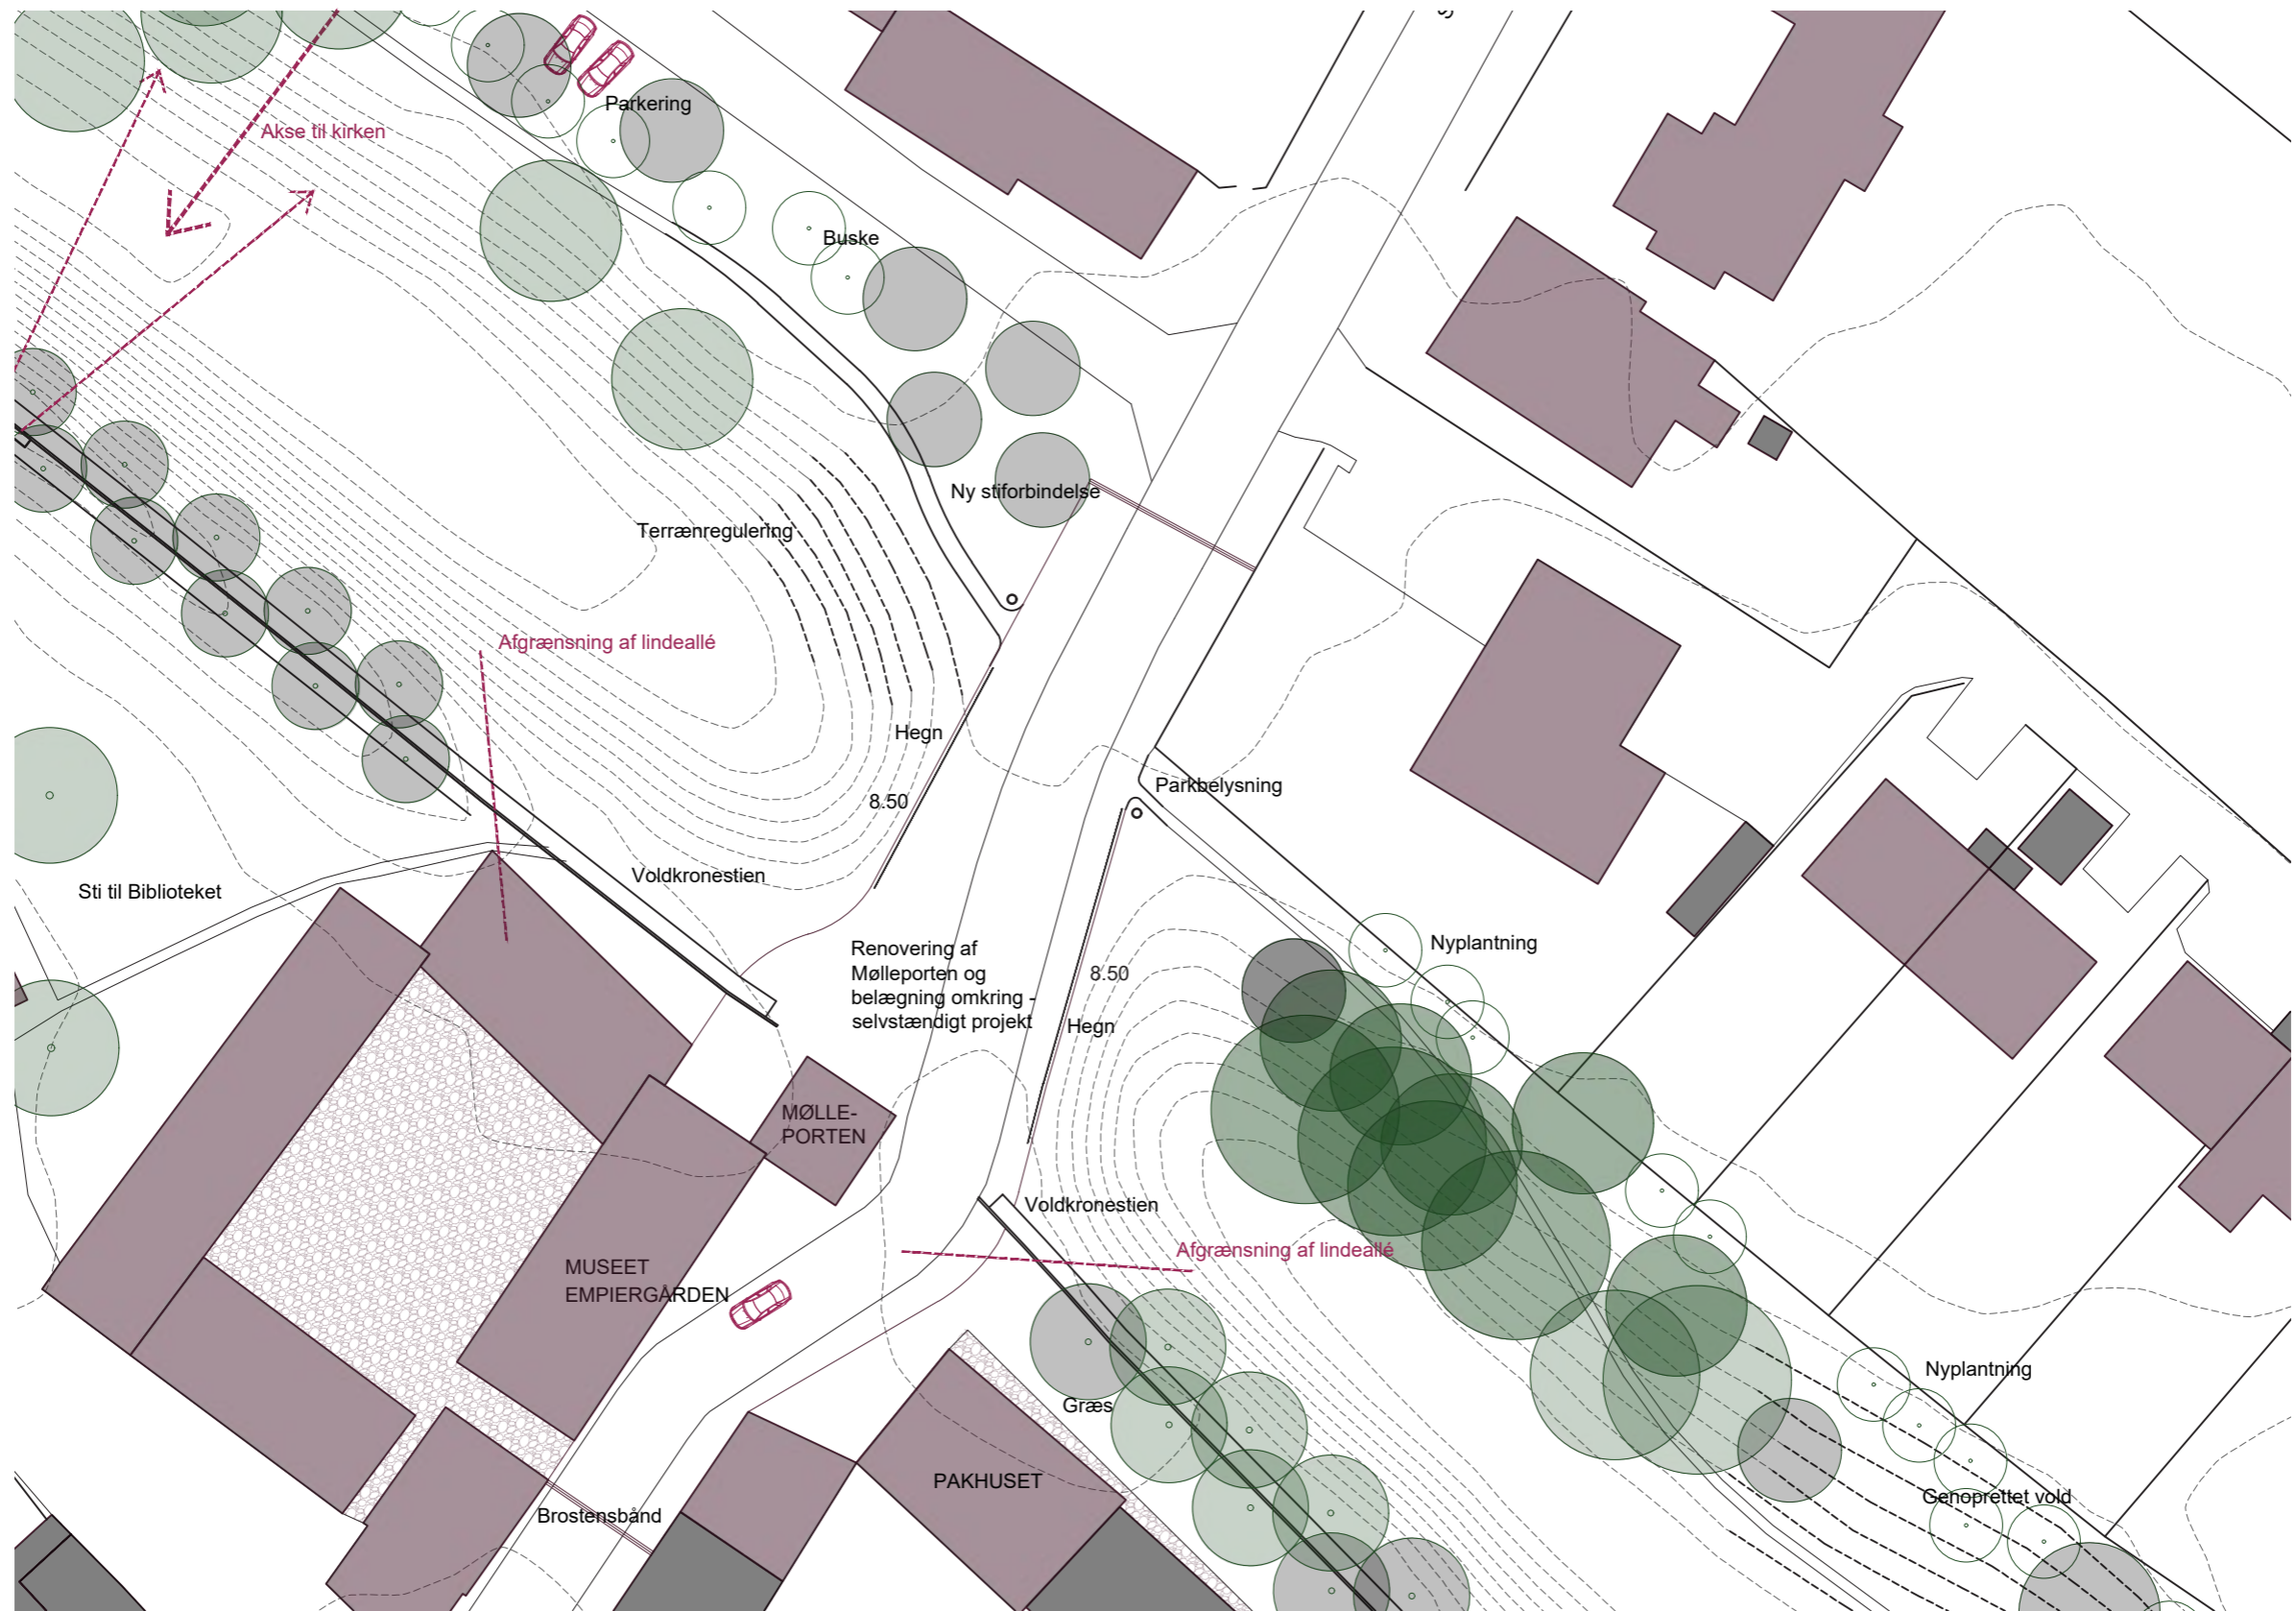 Parkering
Akse til kirken
Buske
Ny stiforbindelse
Terrænregulering
Afgrænsning af lindeallé
Hegn
Parkbelysning
8.50
Voldkronestien
Sti til Biblioteket
Renovering af
Mølleporten og
belægning omkring -
selvstændigt projekt
Nyplantning
8.50
Hegn
MØLLE-
PORTEN
Voldkronestien
Afgrænsning af lindeallé
MUSEET
EMPIERGÅRDEN
Nyplantning
Græs
PAKHUSET
Genoprettet vold
Brostensbånd